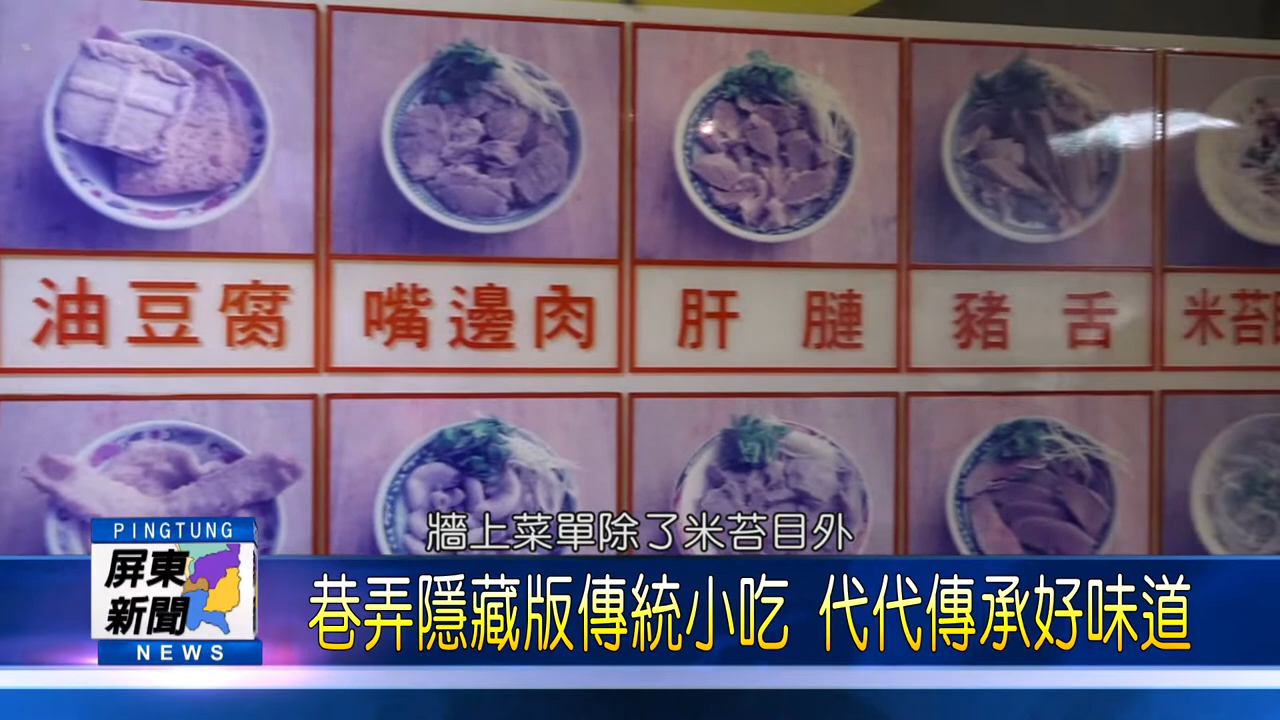 油豆腐
嘴邊肉
肝腱
豬舌
米苔
牆上菜單除了米苔目外
PINGTUNG
屏東
新聞
NEWS
巷弄隱藏版傳統小吃 代代傳承好味道